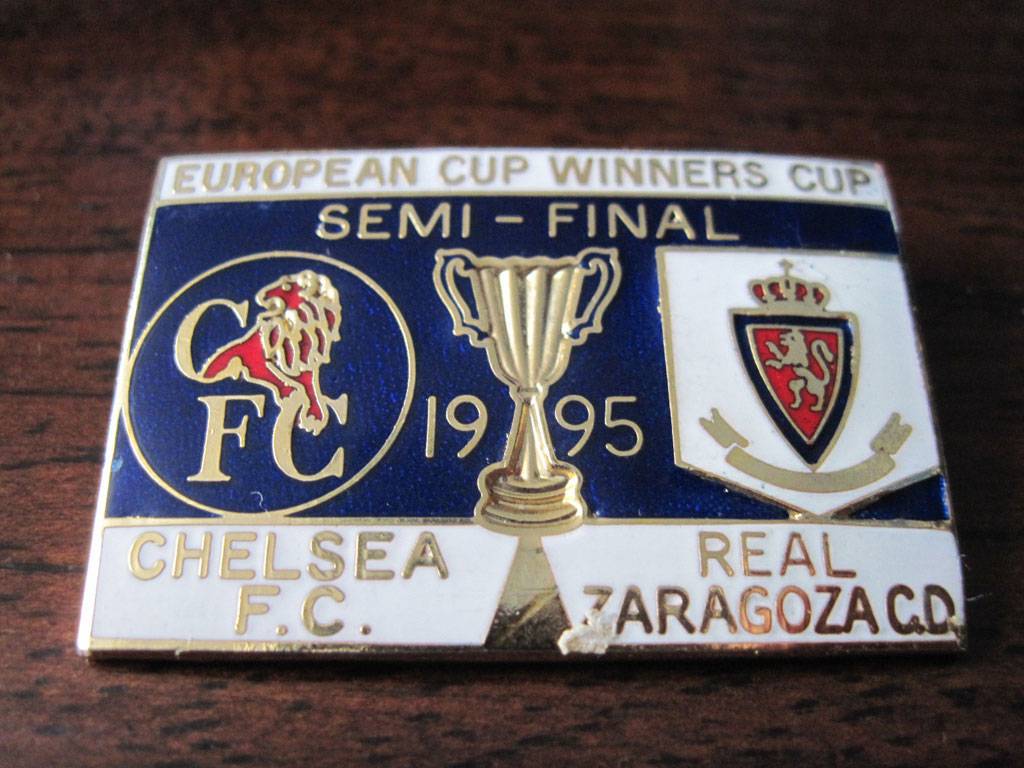 EUROPEAN CUP WINNERS CUP
SEMI - FINAL
CFC
19 95
CHELSEA
F.C.
REAL
ZARAGOZA C.D.